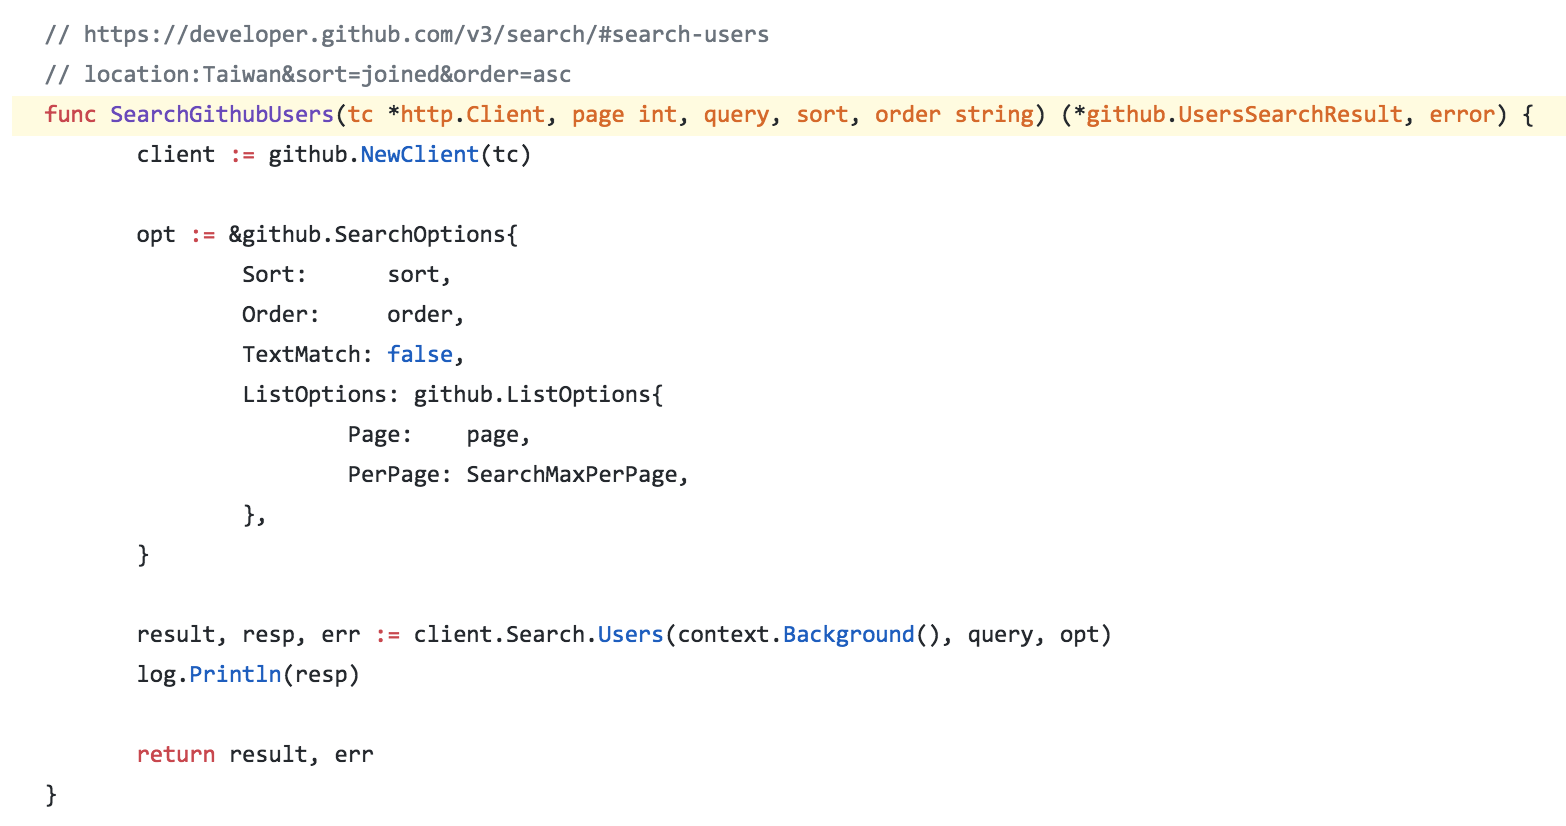 // https://developer.github.com/v3/search/#search-users
// location:Taiwan&sort=joined&order=asc
func SearchGithubUsers(tc *http.Client, page int, query, sort, order string) (*github.UsersSearchResult, error) {
client := github.NewClient(tc)
opt := &github.SearchOptions{
Sort: sort,
Order: order,
TextMatch: false,
ListOptions: github.ListOptions{
Page: page,
PerPage: SearchMaxPerPage,
},
}
result, resp, err := client.Search.Users(context.Background(), query, opt)
log.Println(resp)
return result, err
}